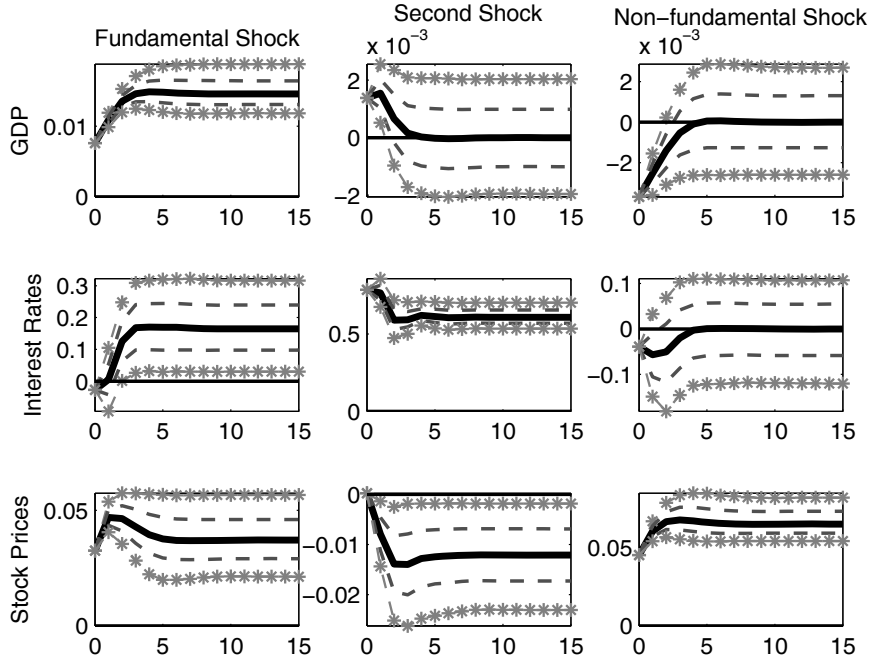 Fundamental Shock
Second Shock
Non-fundamental Shock
x 10⁻³
x 10⁻³
GDP
0.01
0
0 5 10 15
2
0
−2
0 5 10 15
2
0
−2
0 5 10 15
Interest Rates
0.3
0.2
0.1
0
0 5 10 15
0.5
0
0 5 10 15
0.1
0
−0.1
0 5 10 15
Stock Prices
0.05
0
0 5 10 15
0
−0.01
−0.02
0 5 10 15
0.05
0
0 5 10 15